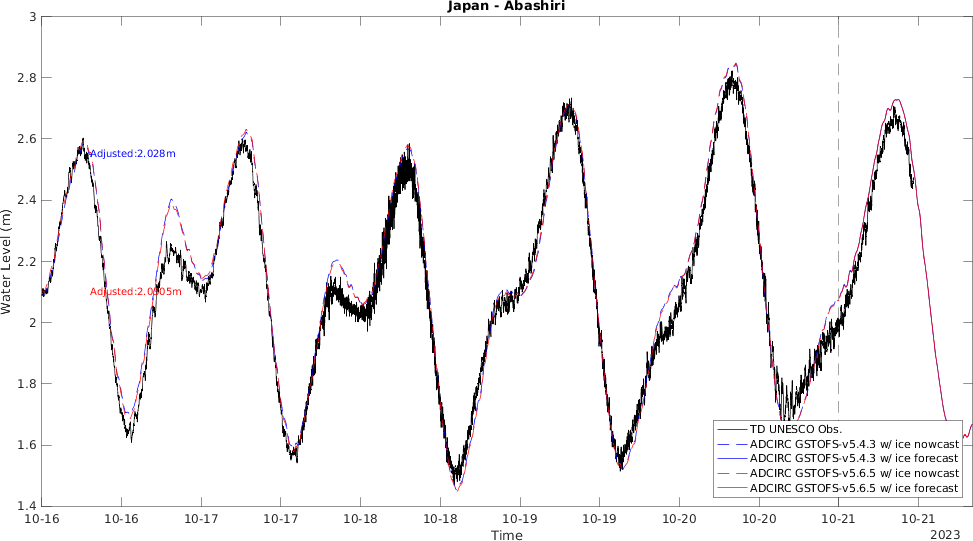 Japan - Abashiri
3
2.8
2.6
2.4
2.2
2
1.8
1.6
1.4
Water Level (m)
Adjusted:2.028m
Adjusted:2.0005m
TD UNESCO Obs.
ADCIRC GSTOFS-v5.4.3 w/ ice nowcast
ADCIRC GSTOFS-v5.4.3 w/ ice forecast
ADCIRC GSTOFS-v5.6.5 w/ ice nowcast
ADCIRC GSTOFS-v5.6.5 w/ ice forecast
10-16 10-16 10-17 10-17 10-18 10-18 10-19 10-19 10-20 10-20 10-21 10-21
Time
2023